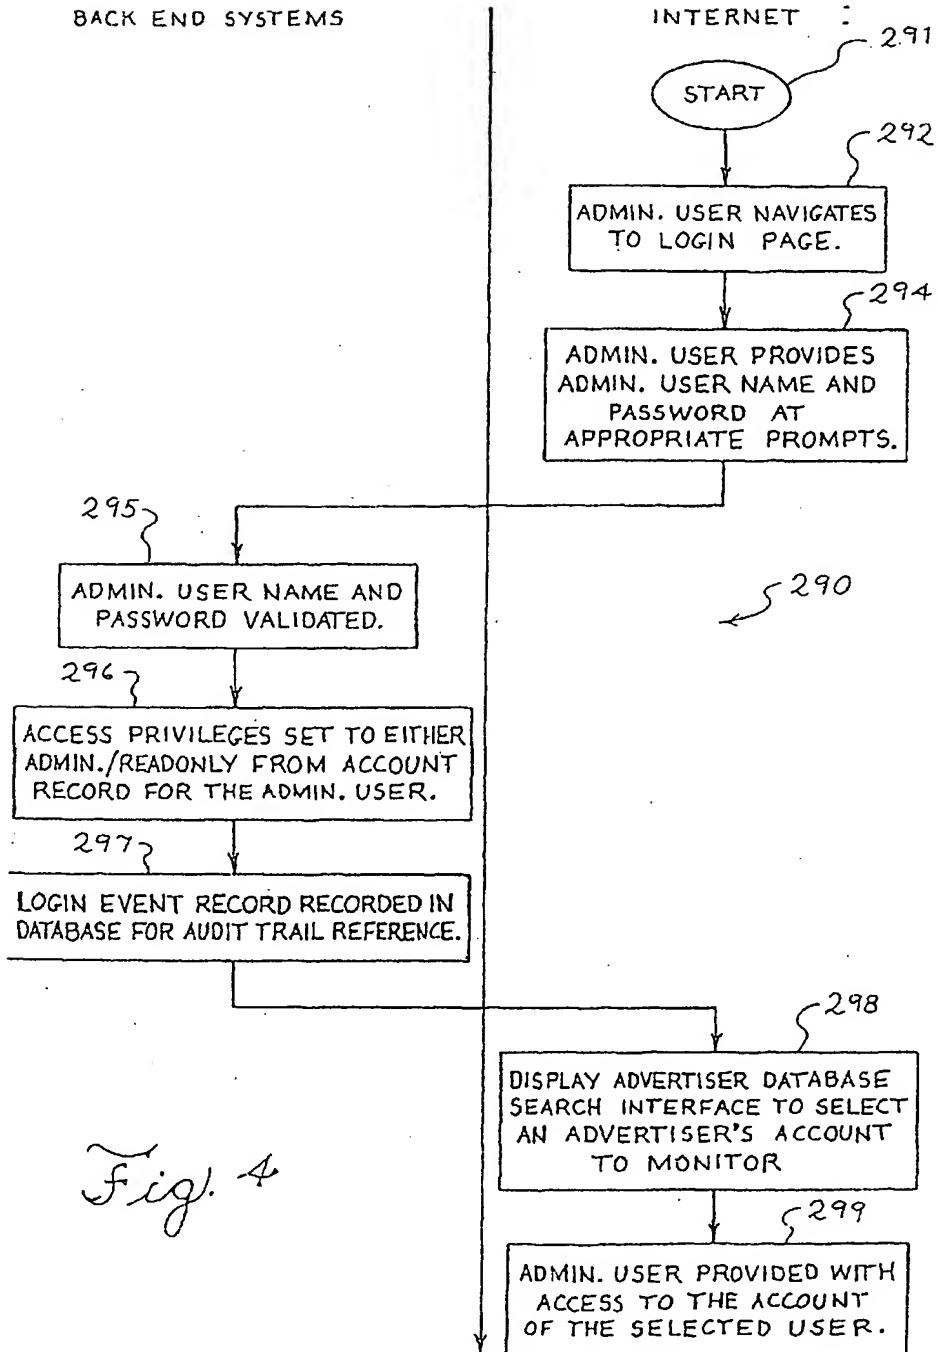 BACK END SYSTEMS
INTERNET :
291
START
292
ADMIN. USER NAVIGATES
TO LOGIN PAGE.
294
ADMIN. USER PROVIDES
ADMIN. USER NAME AND
PASSWORD AT
APPROPRIATE PROMPTS.
295
ADMIN. USER NAME AND
PASSWORD VALIDATED.
290
296
ACCESS PRIVILEGES SET TO EITHER
ADMIN./READONLY FROM ACCOUNT
RECORD FOR THE ADMIN. USER.
297
LOGIN EVENT RECORD RECORDED IN
DATABASE FOR AUDIT TRAIL REFERENCE.
298
DISPLAY ADVERTISER DATABASE
SEARCH INTERFACE TO SELECT
AN ADVERTISER'S ACCOUNT
TO MONITOR
Fig. 4
299
ADMIN. USER PROVIDED WITH
ACCESS TO THE ACCOUNT
OF THE SELECTED USER.